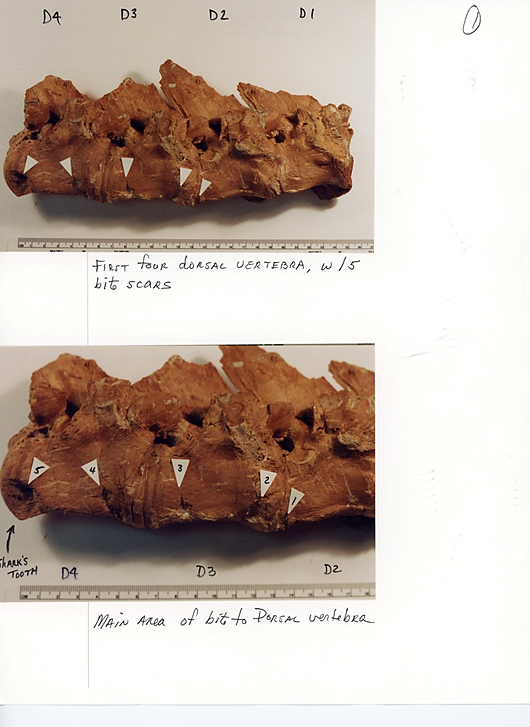 D4 D3 D2 D1
1
FIRST four DORSAL VERTEBRA, w/5
bit SCARS
5 4 3 2 1
SHARK'S
TOOTH
D4 D3 D2
MAIN AREA of bit to DORSAL vertebra